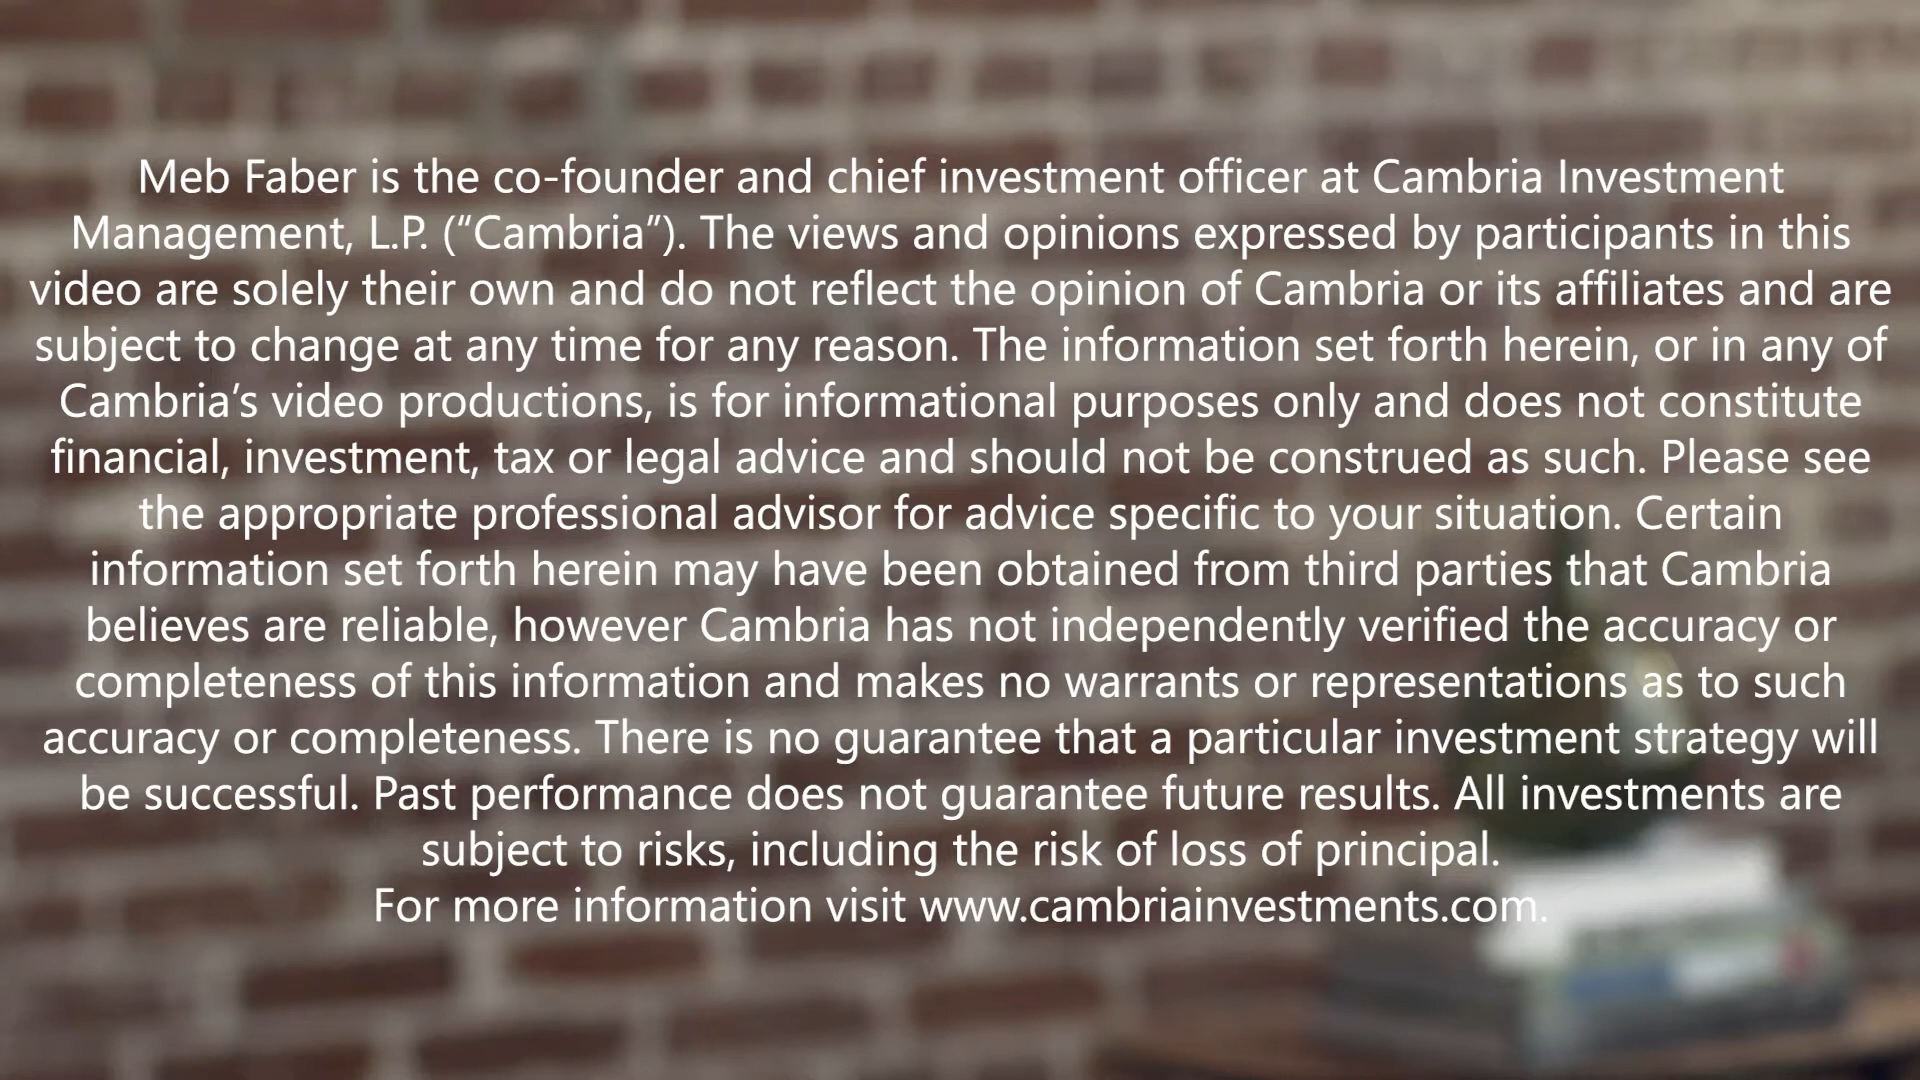 Meb Faber is the co-founder and chief investment officer at Cambria Investment
Management, L.P. (“Cambria”). The views and opinions expressed by participants in this
video are solely their own and do not reflect the opinion of Cambria or its affiliates and are
subject to change at any time for any reason. The information set forth herein, or in any of
Cambria’s video productions, is for informational purposes only and does not constitute
financial, investment, tax or legal advice and should not be construed as such. Please see
the appropriate professional advisor for advice specific to your situation. Certain
information set forth herein may have been obtained from third parties that Cambria
believes are reliable, however Cambria has not independently verified the accuracy or
completeness of this information and makes no warrants or representations as to such
accuracy or completeness. There is no guarantee that a particular investment strategy will
be successful. Past performance does not guarantee future results. All investments are
subject to risks, including the risk of loss of principal.
For more information visit www.cambriainvestments.com.